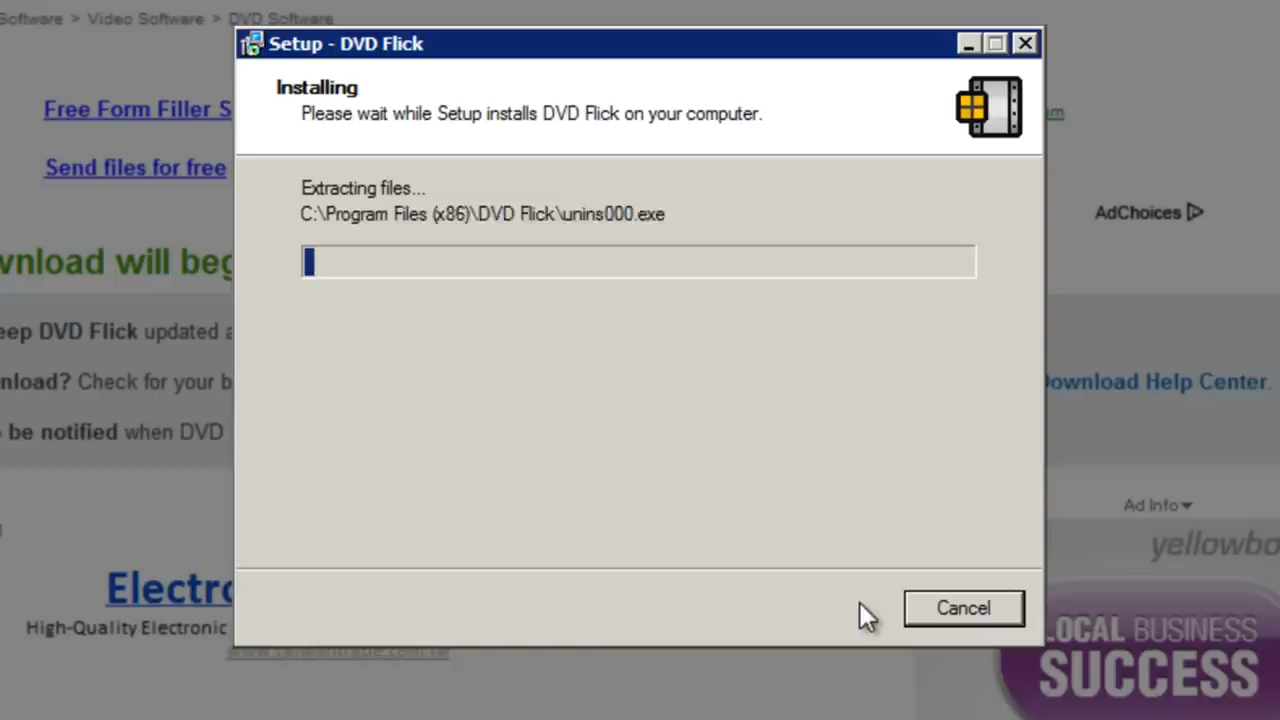 Software > Video Software > DVD Software
Setup - DVD Flick
Installing
Please wait while Setup installs DVD Flick on your computer.
Free Form Filler S
om
Send files for free
Extracting files...
C:\Program Files (x86)\DVD Flick\unins000.exe
AdChoices
wnload will beg
eep DVD Flick updated a
nload? Check for your b
Download Help Center.
be notified when DVD
Ad Info
yellowbo
Electro
High-Quality Electronic
Cancel
LOCAL BUSINESS
SUCCESS